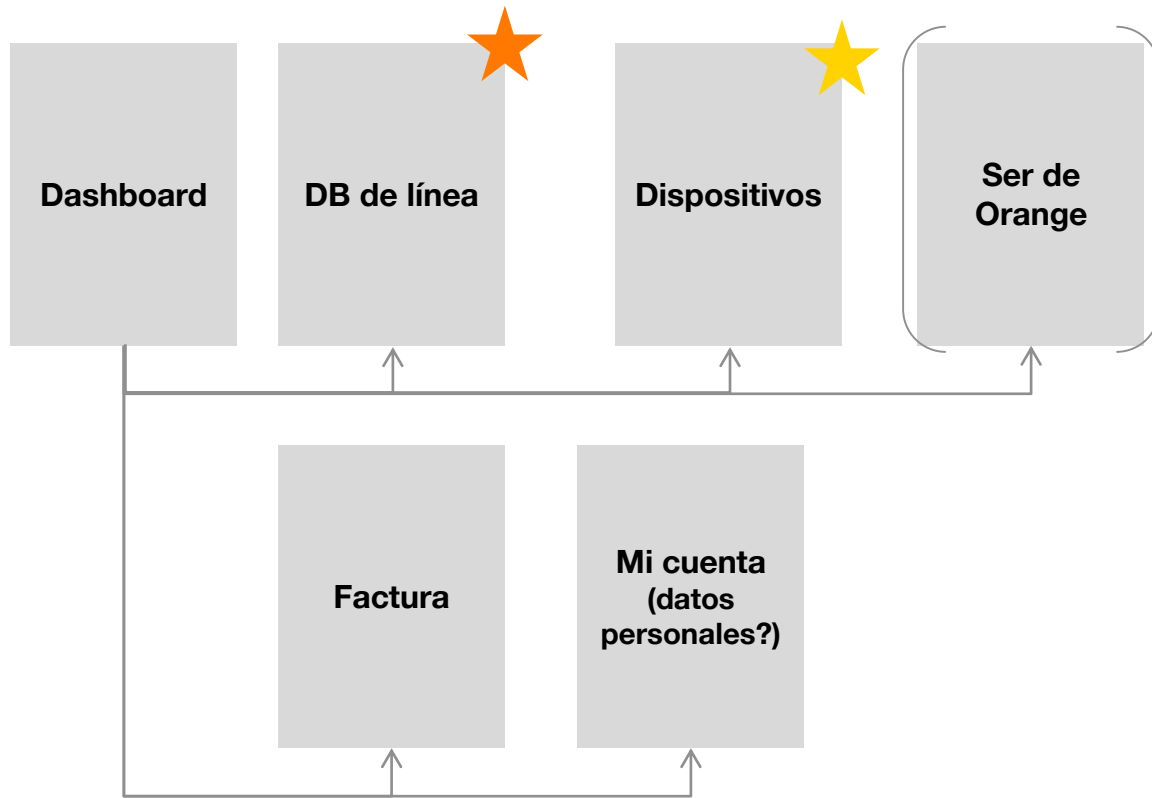 Dashboard
DB de línea
Dispositivos
Ser de
Orange
Factura
Mi cuenta
(datos
personales?)